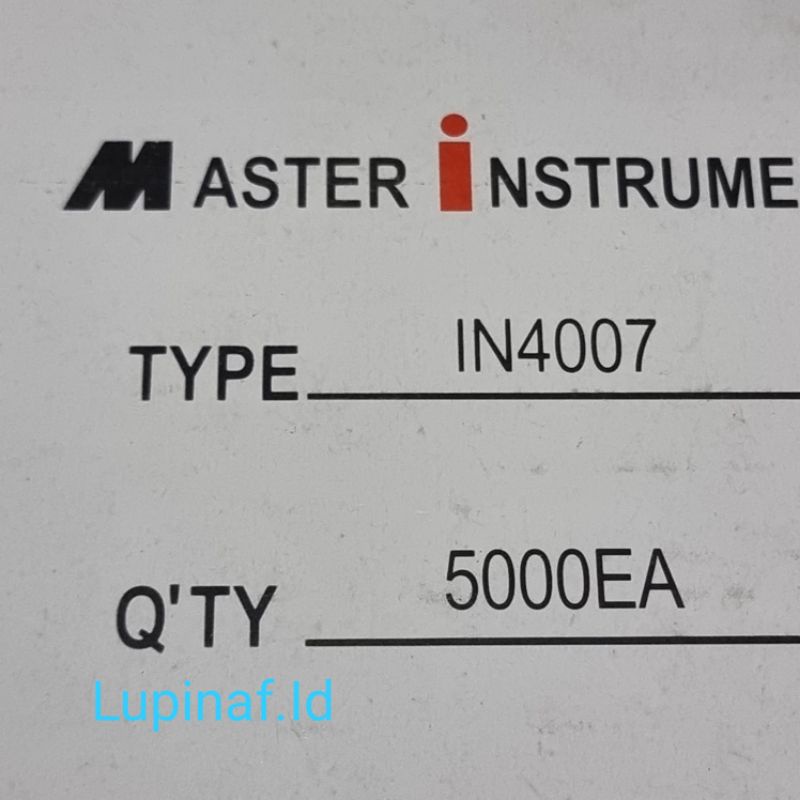 MASTER iNSTRUME
TYPE IN4007
Q'TY 5000EA
Lupinaf.Id